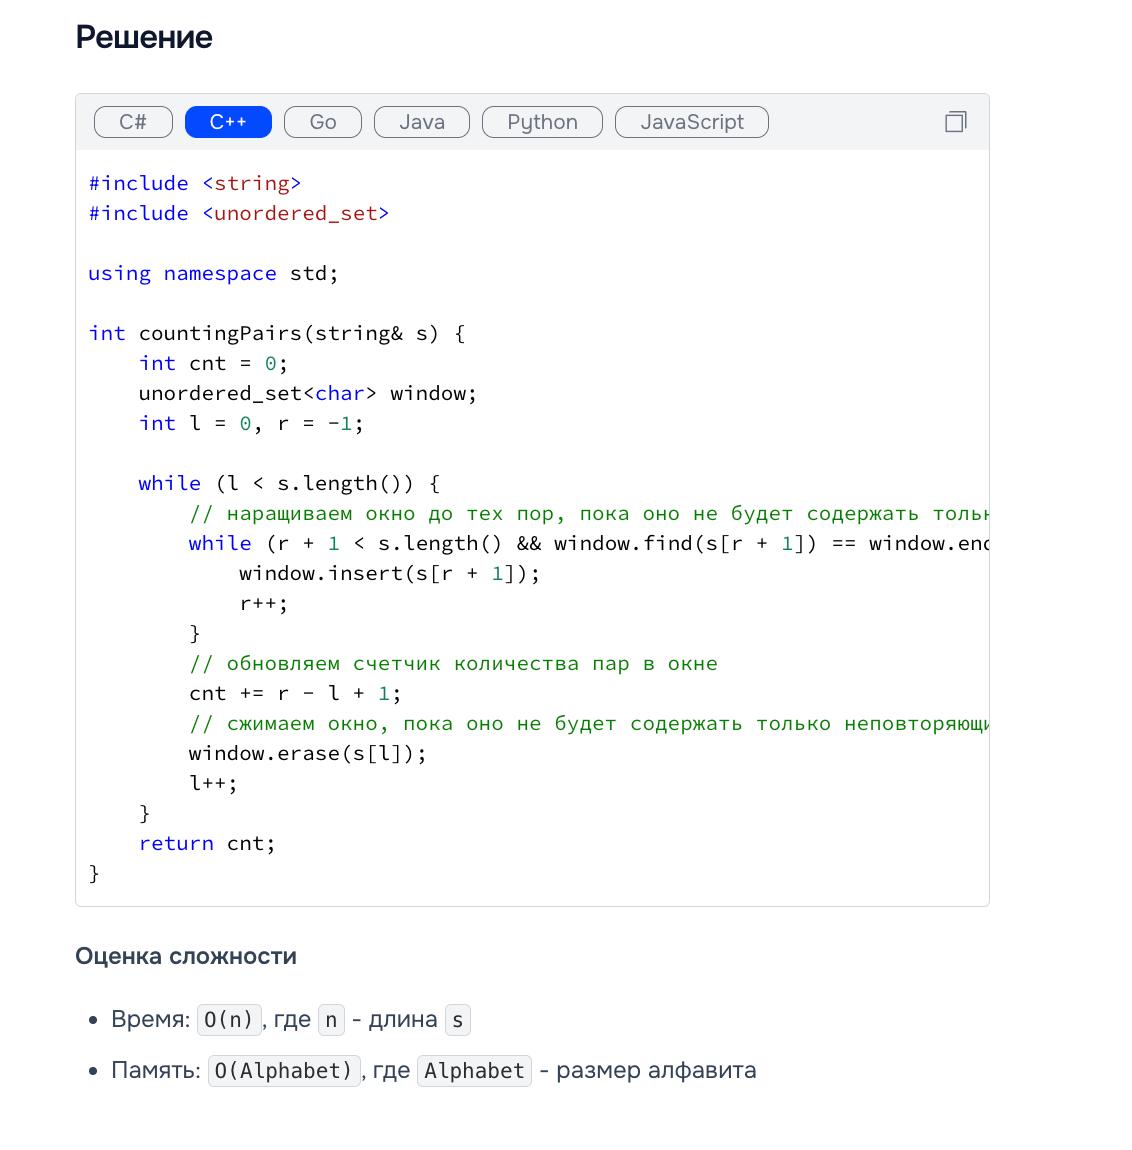 Решение
C# C++ Go Java Python JavaScript
#include <string>
#include <unordered_set>
using namespace std;
int countingPairs(string& s) {
    int cnt = 0;
    unordered_set<char> window;
    int l = 0, r = -1;
    while (l < s.length()) {
        // наращиваем окно до тех пор, пока оно не будет содержать
        while (r + 1 < s.length() && window.find(s[r + 1]) == window.
            window.insert(s[r + 1]);
            r++;
        }
        // обновляем счетчик количества пар в окне
        cnt += r - l + 1;
        // сжимаем окно, пока оно не будет содержать только
        window.erase(s[l]);
        l++;
    }
    return cnt;
}
Оценка сложности
• Время: O(n), где n - длина s
• Память: O(Alphabet), где Alphabet - размер алфавита